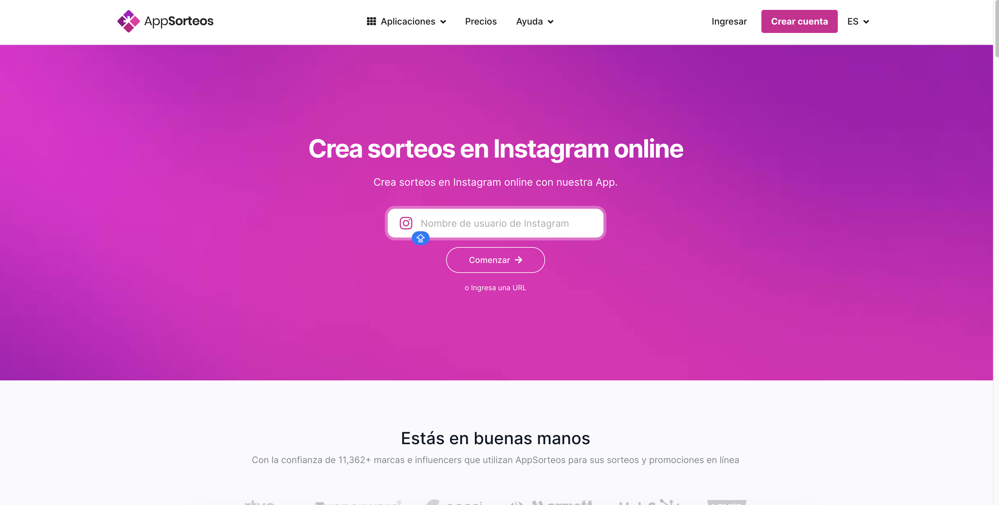 AppSorteos
Aplicaciones
Precios
Ayuda
Ingresar
Crear cuenta
ES
Crea sorteos en Instagram online
Crea sorteos en Instagram online con nuestra App.
Nombre de usuario de Instagram
Comenzar
o Ingresa una URL
Estás en buenas manos
Con la confianza de 11,362+ marcas e influencers que utilizan AppSorteos para sus sorteos y promociones en línea